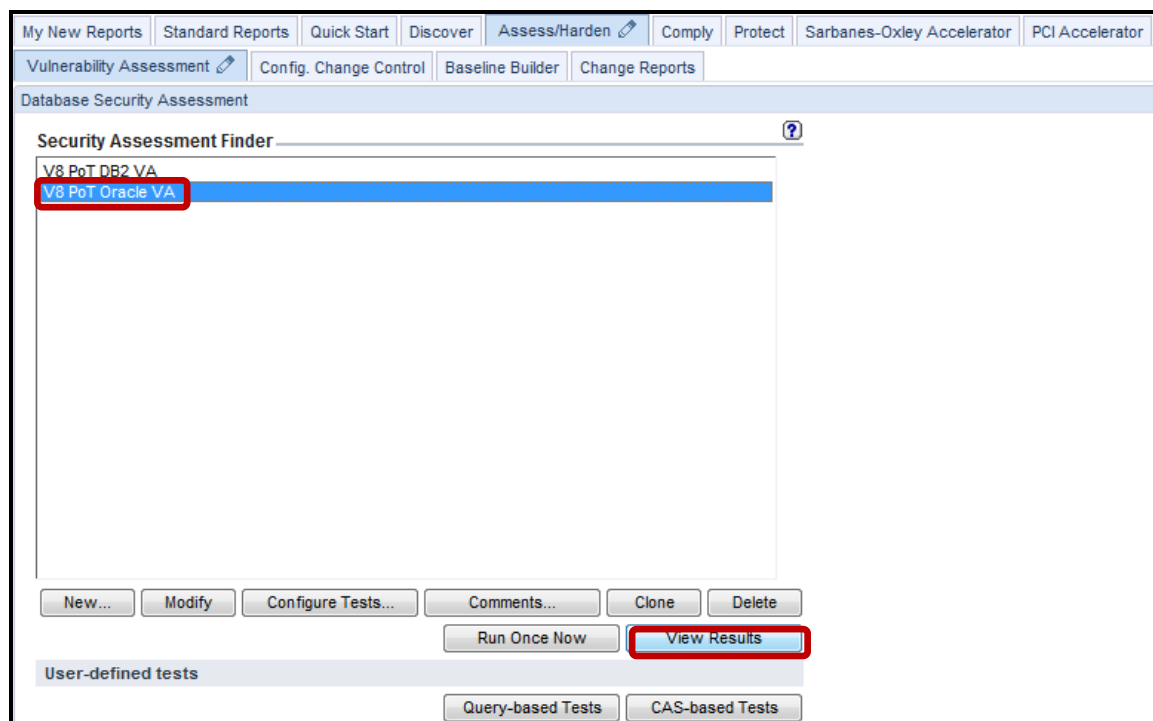 My New Reports Standard Reports Quick Start Discover Assess/Harden Comply Protect Sarbanes-Oxley Accelerator PCI Accelerator
Vulnerability Assessment Config. Change Control Baseline Builder Change Reports
Database Security Assessment
Security Assessment Finder ?
V8 PoT DB2 VA
V8 PoT Oracle VA
New... Modify Configure Tests... Comments... Clone Delete
Run Once Now View Results
User-defined tests
Query-based Tests CAS-based Tests